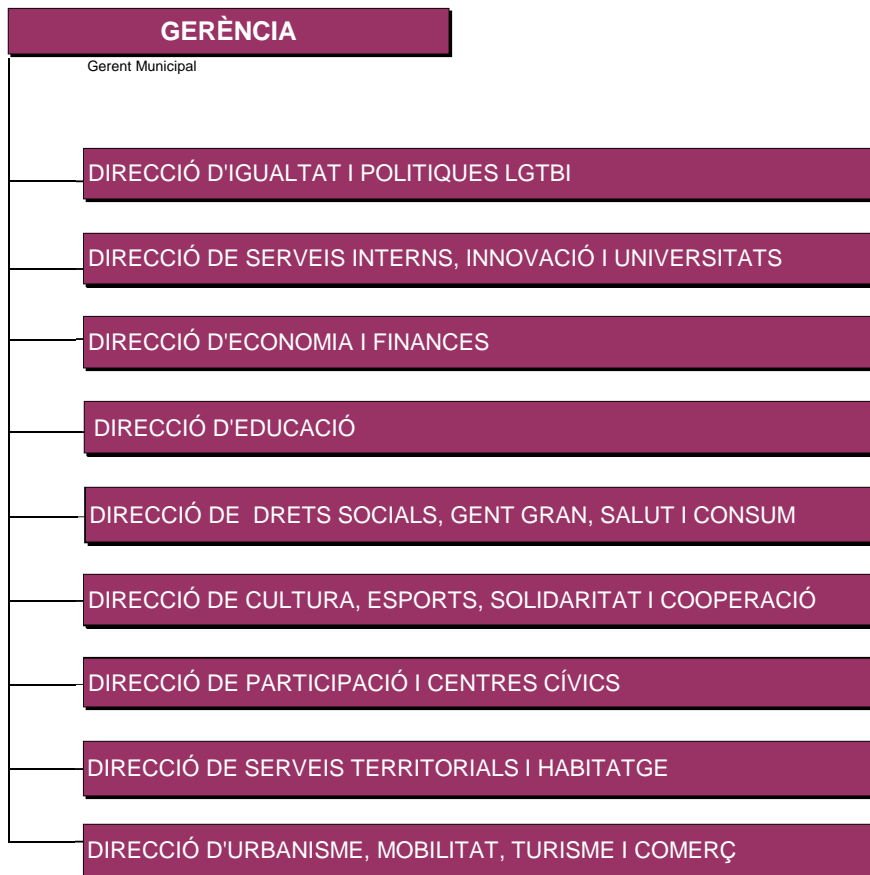 GERÈNCIA
Gerent Municipal
DIRECCIÓ D'IGUALTAT I POLITIQUES LGTBI
DIRECCIÓ DE SERVEIS INTERNS, INNOVACIÓ I UNIVERSITATS
DIRECCIÓ D'ECONOMIA I FINANCES
DIRECCIÓ D'EDUCACIÓ
DIRECCIÓ DE  DRETS SOCIALS, GENT GRAN, SALUT I CONSUM
DIRECCIÓ DE CULTURA, ESPORTS, SOLIDARITAT I COOPERACIÓ
DIRECCIÓ DE PARTICIPACIÓ I CENTRES CÍVICS
DIRECCIÓ DE SERVEIS TERRITORIALS I HABITATGE
DIRECCIÓ D'URBANISME, MOBILITAT, TURISME I COMERÇ